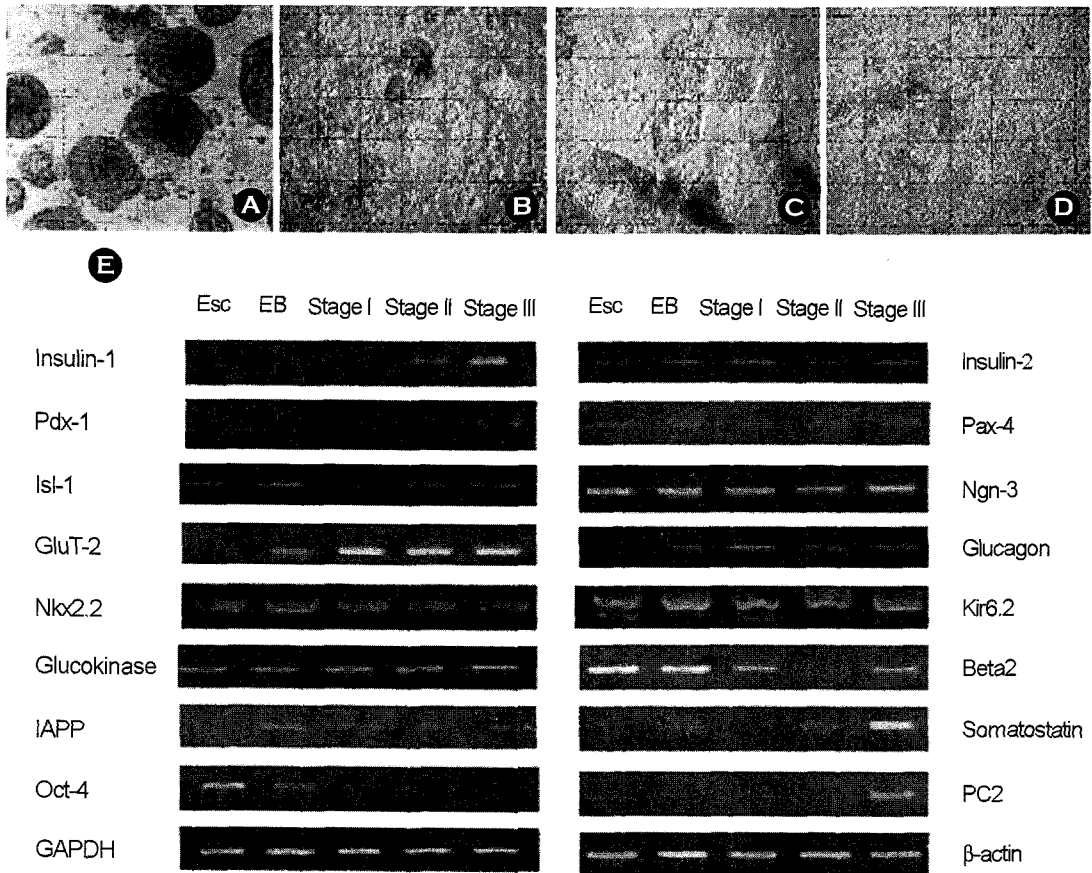 A B C D
E
Esc EB Stage I Stage II Stage III Esc EB Stage I Stage II Stage III
Insulin-1 Insulin-2
Pdx-1 Pax-4
Isl-1 Ngn-3
GluT-2 Glucagon
Nkx2.2 Kir6.2
Glucokinase Beta2
IAPP Somatostatin
Oct-4 PC2
GAPDH β-actin